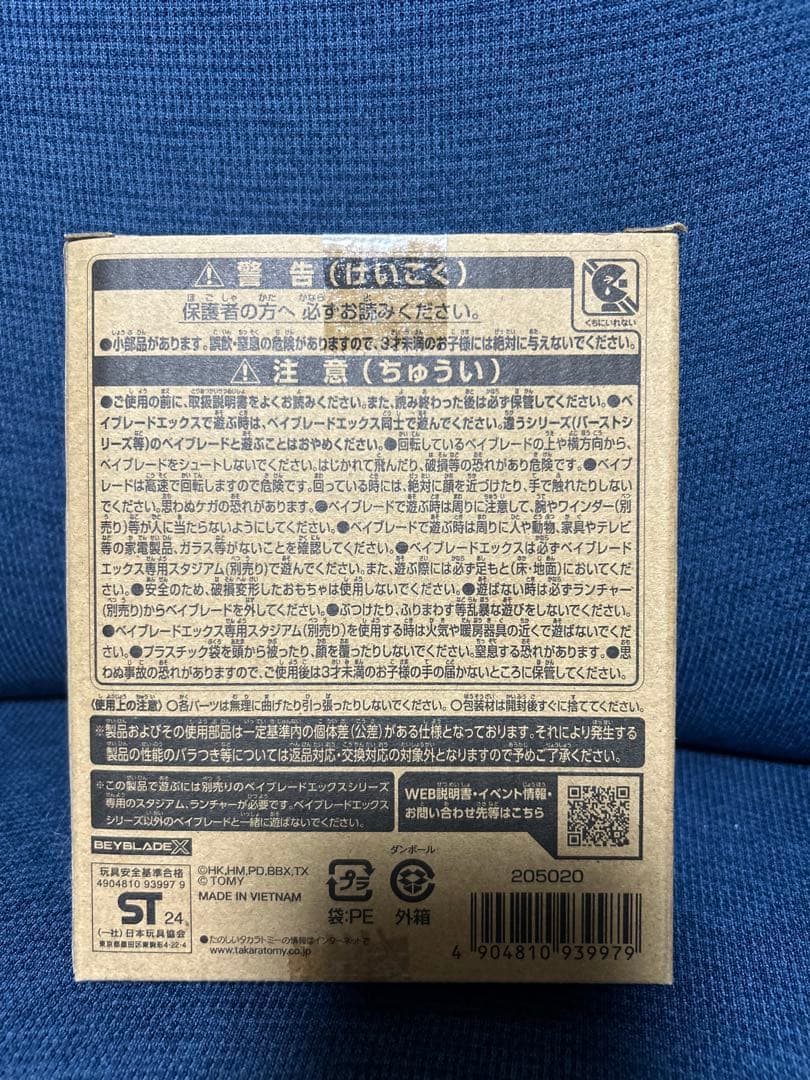 警告(けいこく)
保護者の方へ 必ずお読みください。
くちにいれない
●小部品があります。誤飲・窒息の危険がありますので、3才未満のお子様には絶対に与えないでください。
注意(ちゅうい)
●ご使用の前に、取扱説明書をよくお読みください。また、読み終わった後は必ず保管してください。●ベ
イブレードエックスで遊ぶ時は、ベイブレードエックス同士で遊んでください。違うシリーズ(バーストシ
リーズ等)のベイブレードと遊ぶことはおやめください。●回転しているベイブレードの上や横方向から、
ベイブレードをシュートしないでください。はじかれて飛んだり、破損等の恐れがあり危険です。●ベイブ
レードは高速で回転しますので危険です。回っている時には、絶対に顔を近づけたり、手で触れたりしない
でください。思わぬケガの恐れがあります。●ベイブレードで遊ぶ時は周りに注意して、腕やワインダー(別
売り)等が人に当たらないようにしてください。●ベイブレードで遊ぶ時は周りに人や動物、家具やテレビ
等の家電製品、ガラス等がないことを確認してください。●ベイブレードエックスは必ずベイブレード
エックス専用スタジアム(別売り)で遊んでください。また、遊ぶ際には必ず足もと(床・地面)においてくだ
さい。●安全のため、破損変形したおもちゃは使用しないでください。●遊ばない時は必ずランチャー
(別売り)からベイブレードを外してください。●ぶつけたり、ふりまわす等乱暴な遊びをしないでください。
●ベイブレードエックス専用スタジアム(別売り)を使用する時は火気や暖房器具の近くで遊ばないでくだ
さい。●プラスチック袋を頭から被ったり、顔を覆ったりしないでください。窒息する恐れがあります。●思
わぬ事故の恐れがありますので、ご使用後は3才未満のお子様の手の届かないところに保管してください。
〈使用上の注意〉○各パーツは無理に曲げたり引っ張ったりしないでください。○包装材は開封後すぐに捨ててください。
※製品およびその使用部品は一定基準内の個体差(公差)がある仕様となっております。それにより発生する
製品の性能のバラつき等については返品対応・交換対応の対象外となりますので予めご了承ください。
※この製品で遊ぶには別売りのベイブレードエックスシリーズ
専用のスタジアム、ランチャーが必要です。ベイブレードエックス
シリーズ以外のベイブレードと一緒に遊ばないでください。
WEB説明書・イベント情報・
お問い合わせ先等はこちら
BEYBLADE X
玩具安全基準合格
4904810 93997 9
ST 24
(一社)日本玩具協会
東京都墨田区東駒形4-22-4
©HK,HM,PD,BBX,TX
© TOMY
MADE IN VIETNAM
●たのしいタカラトミーの情報はインターネットで
www.takaratomy.co.jp
プラ
袋:PE
ダンボール:
外箱
205020
4 904810 939979